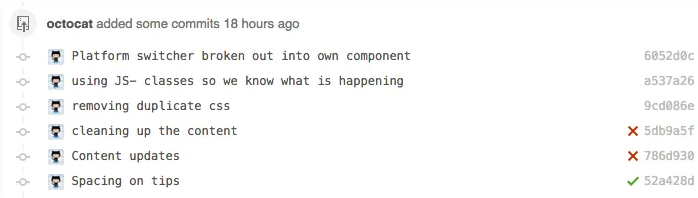 octocat added some commits 18 hours ago
Platform switcher broken out into own component 6052d0c
using JS- classes so we know what is happening a537a26
removing duplicate css 9cd086e
cleaning up the content 5db9a5f
Content updates 786d930
Spacing on tips 52a428d